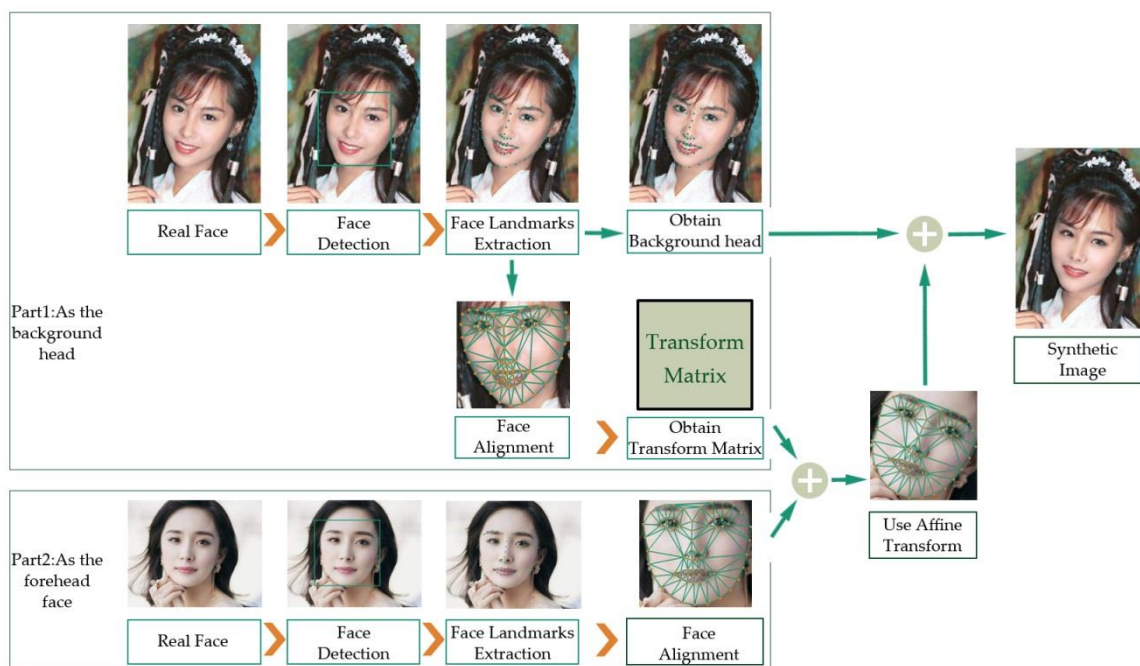 Real Face
Face
Detection
Face Landmarks
Extraction
Obtain
Background head
Part1:As the
background
head
Transform
Matrix
Synthetic
Image
Face
Alignment
Obtain
Transform Matrix
Use Affine
Transform
Part2:As the
forehead
face
Real Face
Face
Detection
Face Landmarks
Extraction
Face
Alignment